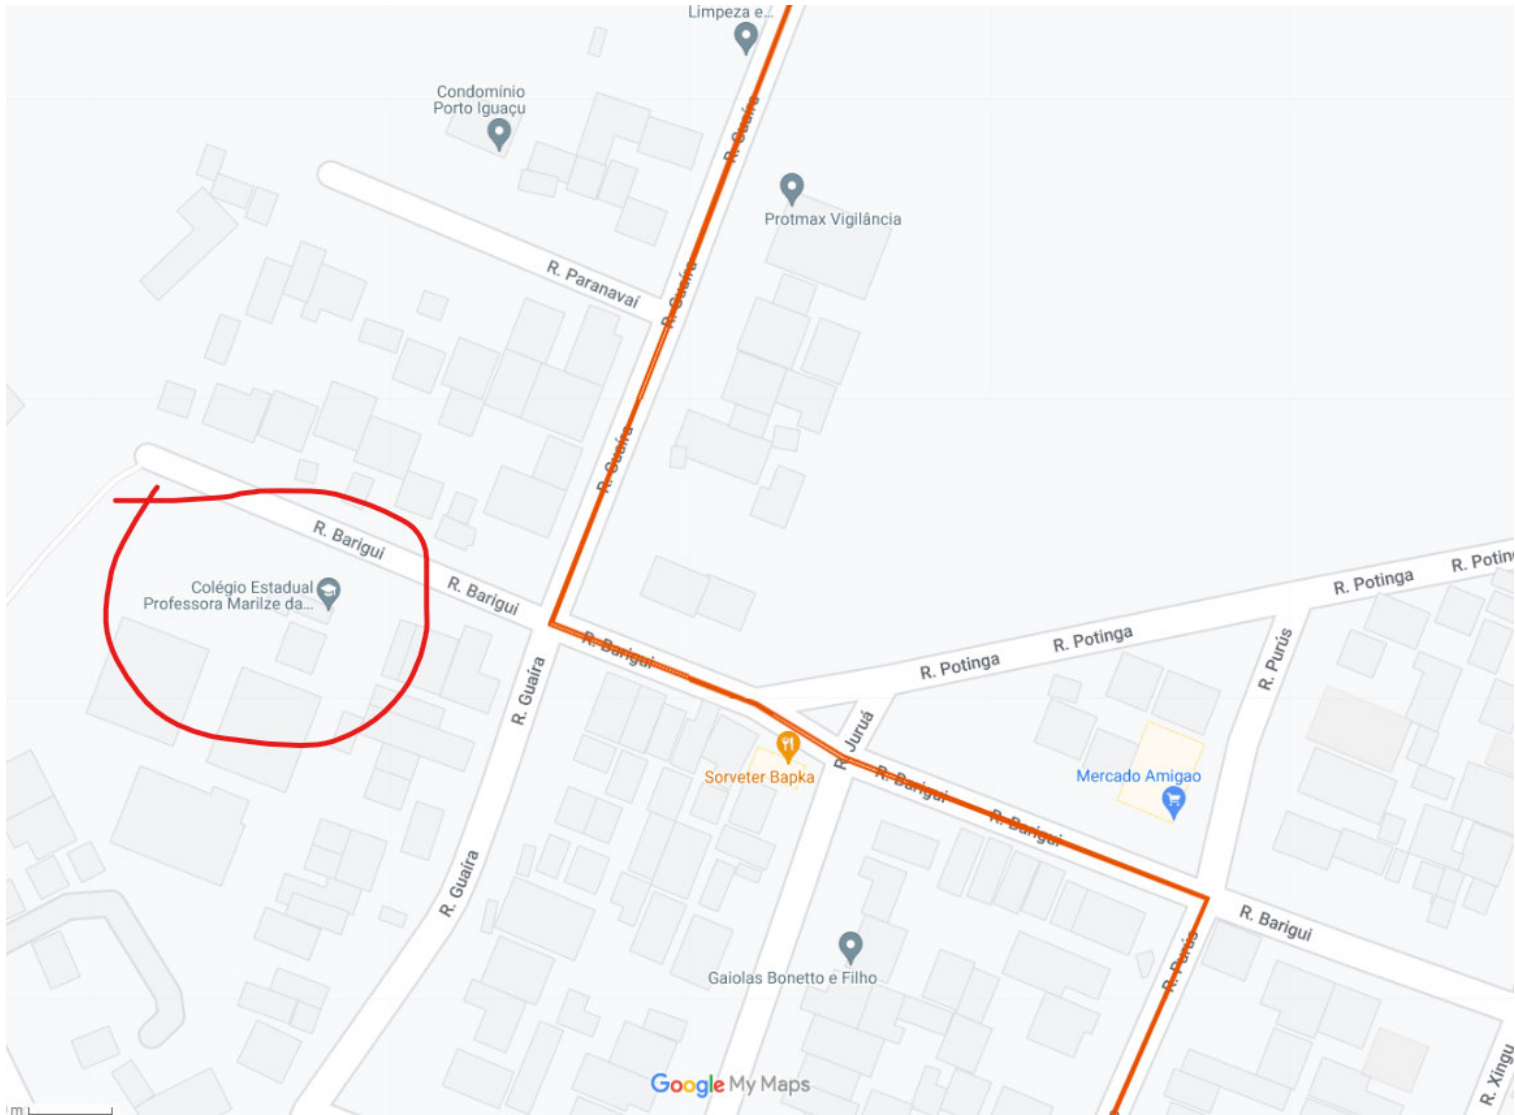 Limpeza e...
Condomínio
Porto Iguaçu
R. Guaíra
Protmax Vigilância
R. Paranavaí
R. Guaíra
R. Guaíra
R. Barigui
Colégio Estadual
Professora Marilze da...
R. Barigui
R. Potinga
R. Potinga
R. Potinga
R. Barigui
R. Purús
R. Guaíra
R. Juruá
Sorveter Bapka
R. Barigui
Mercado Amigao
R. Barigui
R. Guaíra
R. Barigui
R. Purús
Gaiolas Bonetto e Filho
R. Xingu
Google My Maps